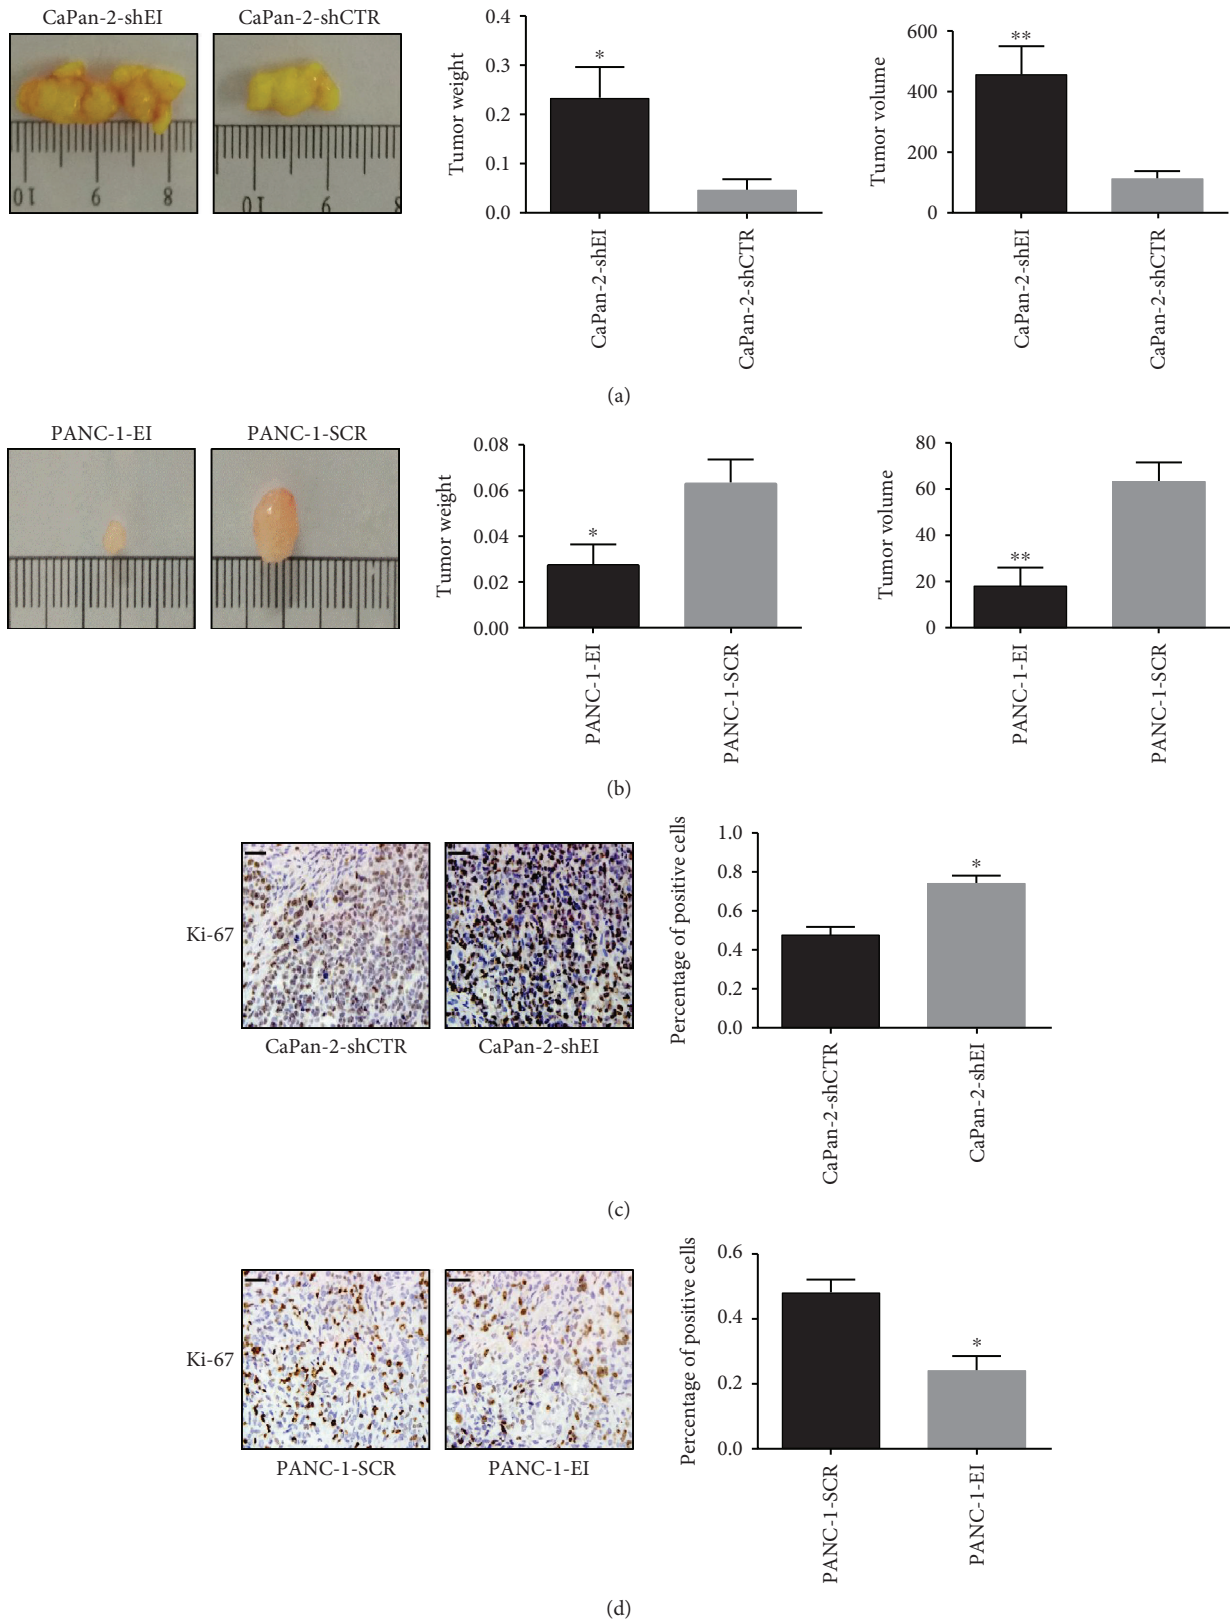 CaPan-2-shEI
CaPan-2-shCTR
10 9 8
10 9 8
Tumor weight
0.4
0.3
0.2
0.1
0.0
*
CaPan-2-shEI
CaPan-2-shCTR
Tumor volume
600
400
200
0
**
CaPan-2-shEI
CaPan-2-shCTR
(a)
PANC-1-EI
PANC-1-SCR
Tumor weight
0.08
0.06
0.04
0.02
0.00
*
PANC-1-EI
PANC-1-SCR
Tumor volume
80
60
40
20
0
**
PANC-1-EI
PANC-1-SCR
(b)
Ki-67
CaPan-2-shCTR
CaPan-2-shEI
Percentage of positive cells
1.0
0.8
0.6
0.4
0.2
0.0
*
CaPan-2-shCTR
CaPan-2-shEI
(c)
Ki-67
PANC-1-SCR
PANC-1-EI
Percentage of positive cells
0.6
0.4
0.2
0.0
*
PANC-1-SCR
PANC-1-EI
(d)